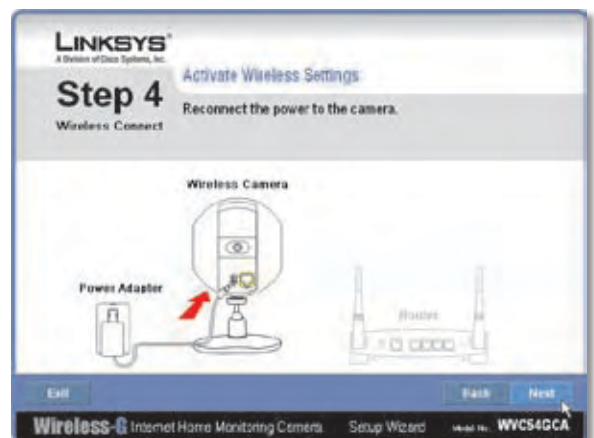 LINKSYS®
A Division of Cisco Systems, Inc.
Activate Wireless Settings
Step 4
Reconnect the power to the camera.
Wireless Connect
Wireless Camera
Power Adapter
Router
Exit
Back
Next
Wireless-G Internet Home Monitoring Camera
Setup Wizard
Model No. WVC54GCA